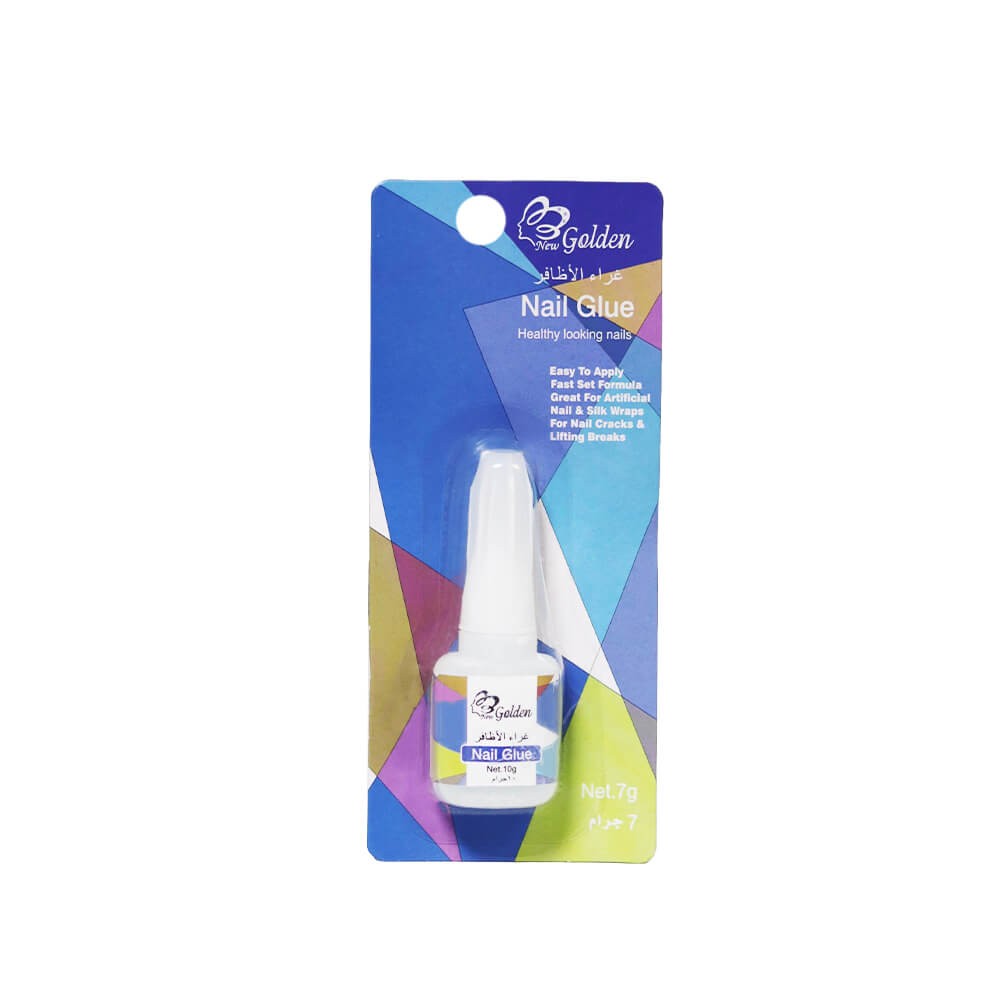 New Golden
غراء الأظافر
Nail Glue
Healthy looking nails
Easy To Apply
Fast Set Formula
Great For Artificial
Nail & Silk Wraps
For Nail Cracks &
Lifting Breaks
New Golden
غراء الأظافر
Nail Glue
Net.10g
١٠جرام
Net.7g
7 جرام